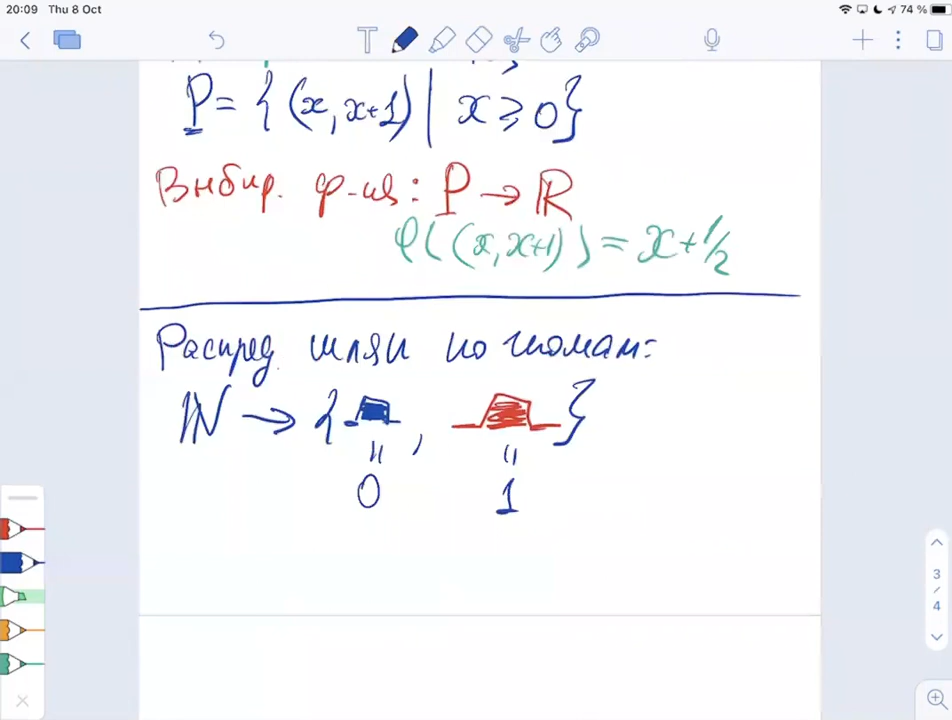 20:09 Thu 8 Oct 74 %
P = { (x, x+1) | x ≥ 0 }
Выбир. ф-ия: P → ℝ
φ((x, x+1)) = x + 1/2
Распред. шляп по гномам:
ℕ → { , }
0 1
3
/
4